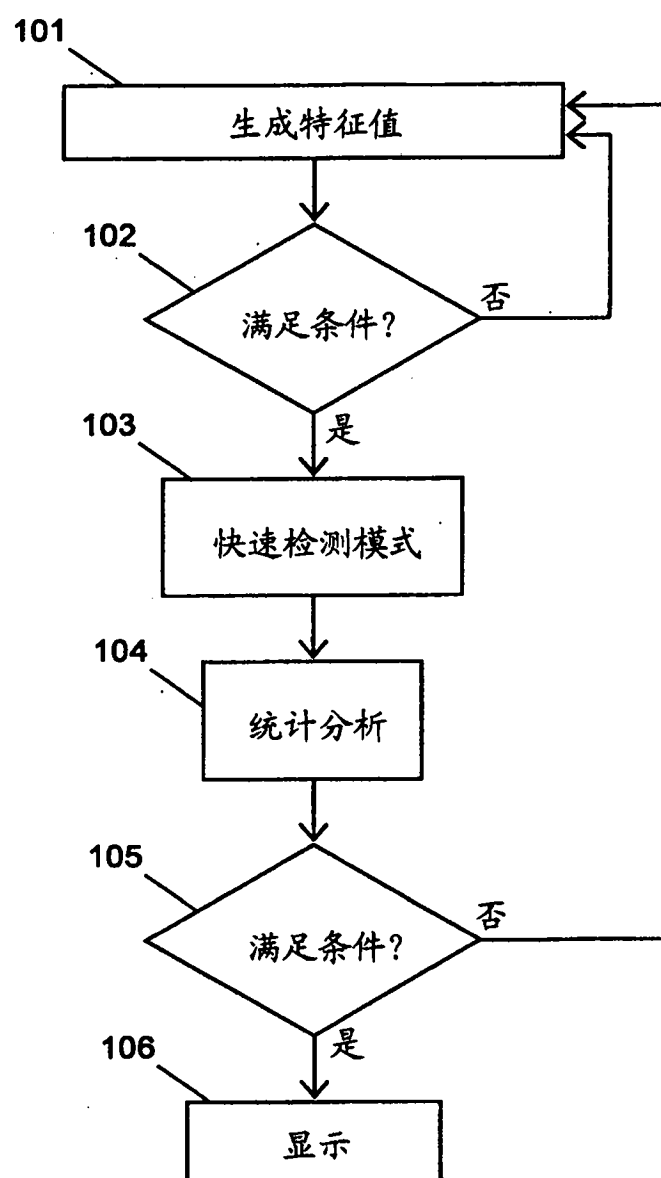 101
生成特征值
102
满足条件？
否
是
103
快速检测模式
104
统计分析
105
满足条件？
否
是
106
显示